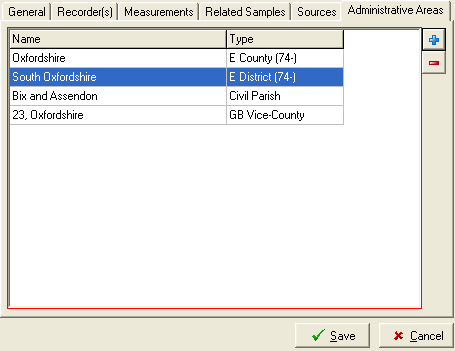 General Recorder(s) Measurements Related Samples Sources Administrative Areas
Name Type
Oxfordshire E County (74-)
South Oxfordshire E District (74-)
Bix and Assendon Civil Parish
23, Oxfordshire GB Vice-County
Save Cancel